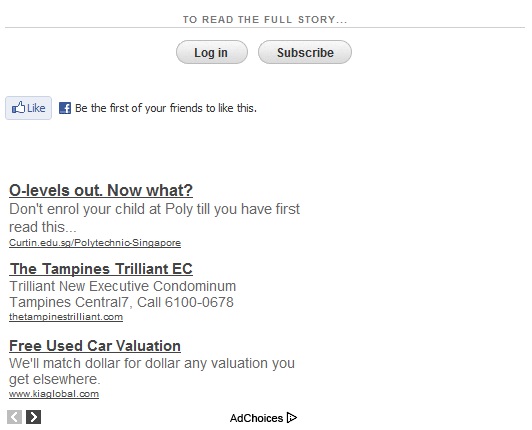 TO READ THE FULL STORY...
Log in Subscribe
Like Be the first of your friends to like this.
O-levels out. Now what?
Don't enrol your child at Poly till you have first
read this...
Curtin.edu.sg/Polytechnic-Singapore
The Tampines Trilliant EC
Trilliant New Executive Condominum
Tampines Central7, Call 6100-0678
thetampinestrilliant.com
Free Used Car Valuation
We'll match dollar for dollar any valuation you
get elsewhere.
www.kiaglobal.com
AdChoices